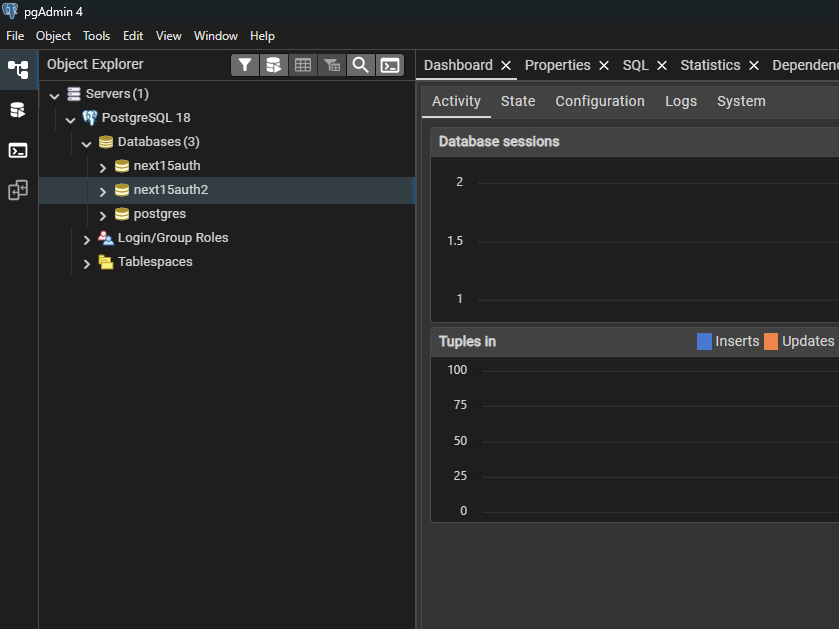 pgAdmin 4
File Object Tools Edit View Window Help
Object Explorer
Servers (1)
PostgreSQL 18
Databases (3)
next15auth
next15auth2
postgres
Login/Group Roles
Tablespaces
Dashboard Properties SQL Statistics Dependen
Activity State Configuration Logs System
Database sessions
2
1.5
1
Tuples in Inserts Updates
100
75
50
25
0